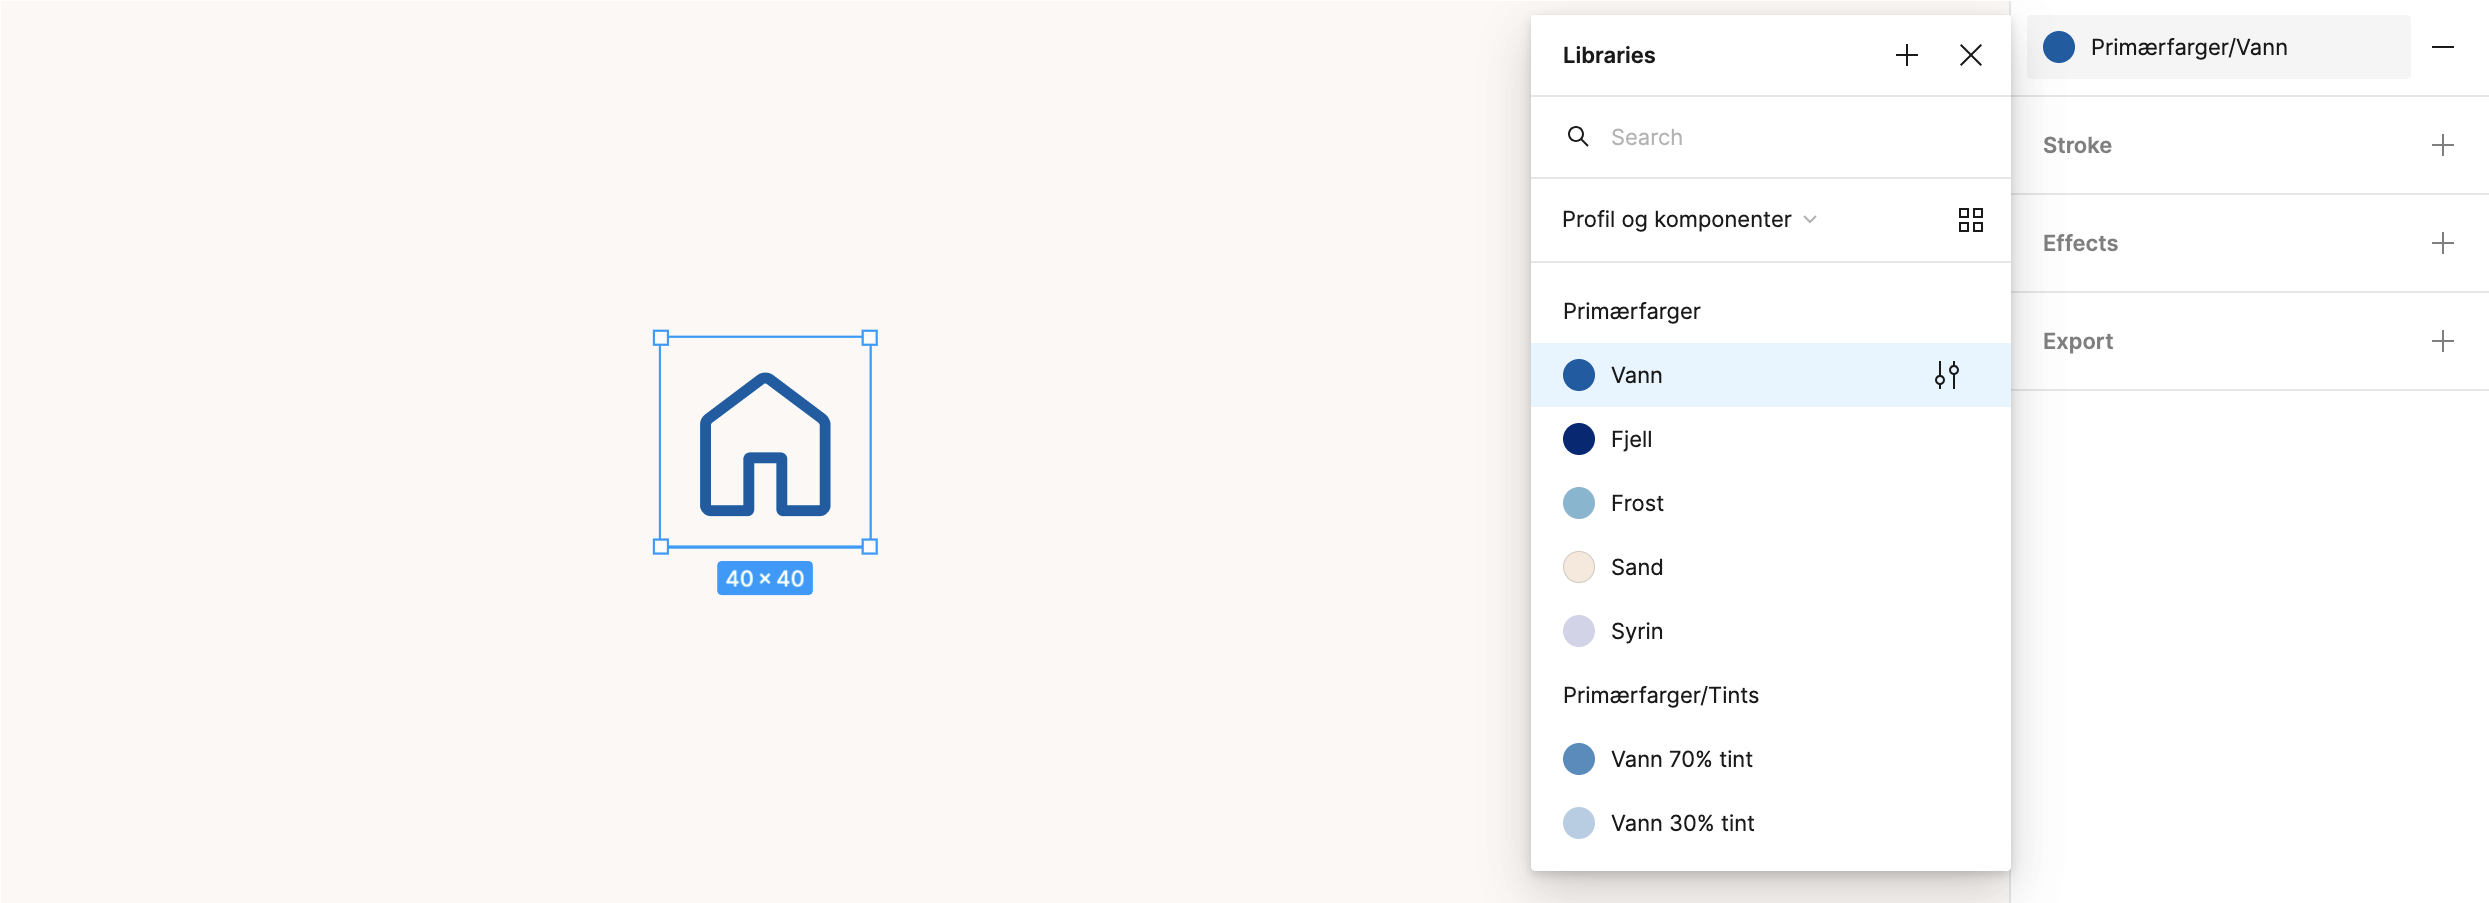 40 × 40
Libraries
Search
Profil og komponenter
Primærfarger
Vann
Fjell
Frost
Sand
Syrin
Primærfarger/Tints
Vann 70% tint
Vann 30% tint
Primærfarger/Vann
Stroke
Effects
Export